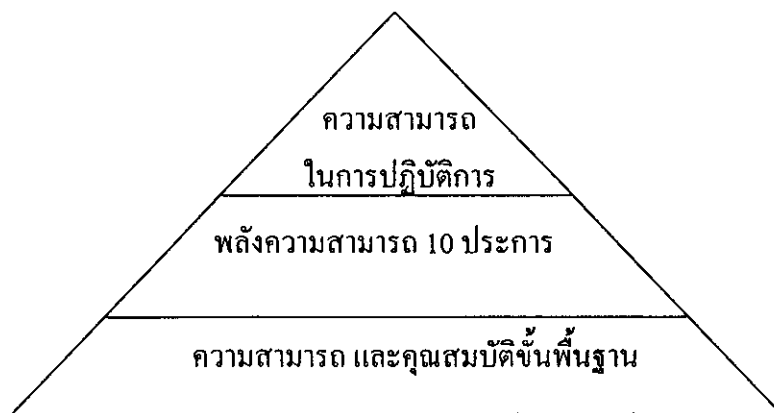 ความสามารถ
ในการปฏิบัติการ
พลังความสามารถ 10 ประการ
ความสามารถ และคุณสมบัติขั้นพื้นฐาน